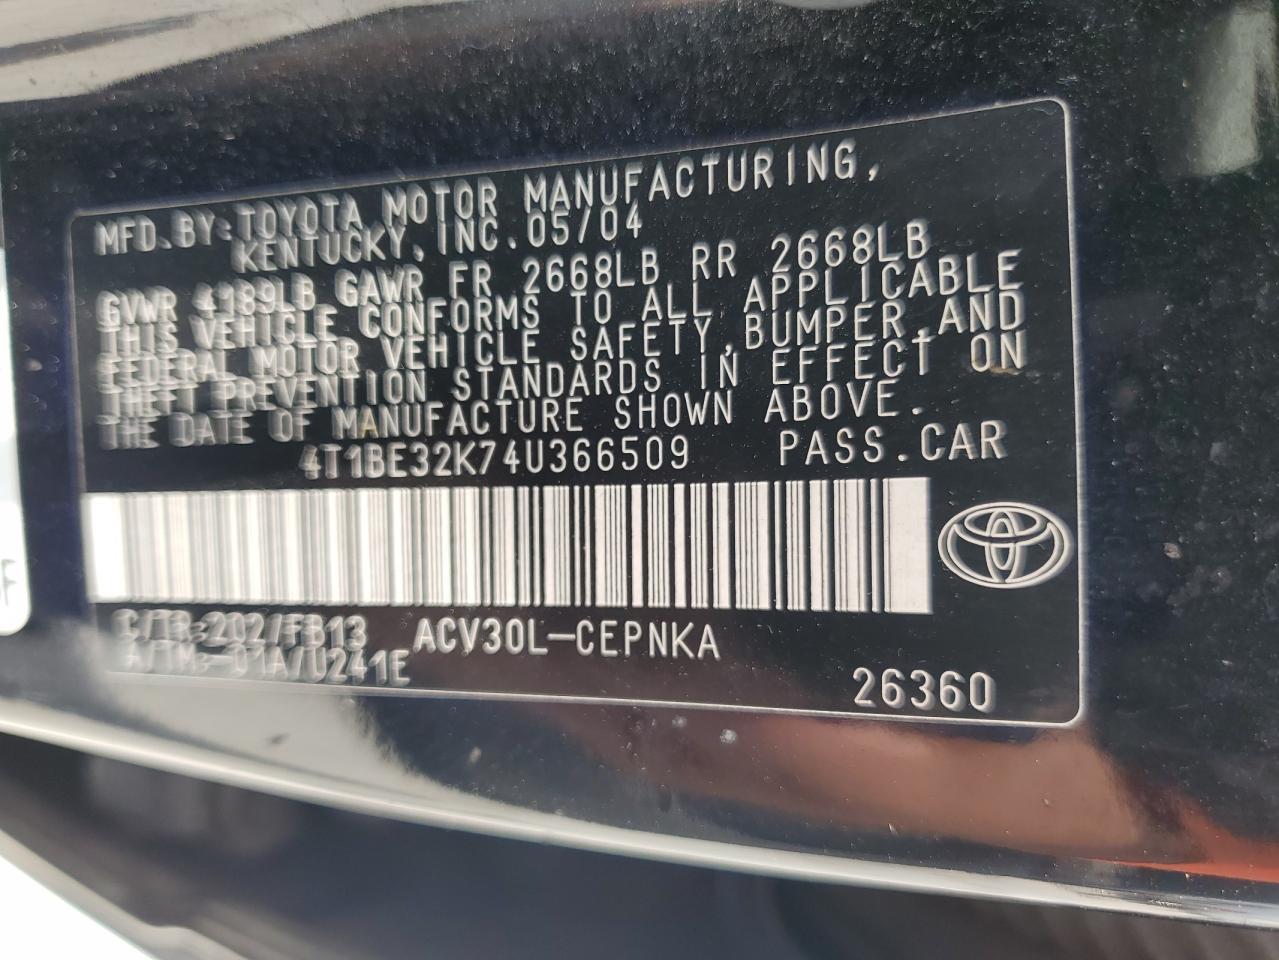 MFD.BY:TOYOTA MOTOR MANUFACTURING,
KENTUCKY, INC. 05/04
GVWR 4189LB GAWR FR 2668LB RR 2668LB
THIS VEHICLE CONFORMS TO ALL APPLICABLE
FEDERAL MOTOR VEHICLE SAFETY, BUMPER, AND
THEFT PREVENTION STANDARDS IN EFFECT ON
THE DATE OF MANUFACTURE SHOWN ABOVE.
4T1BE32K74U366509 PASS.CAR
C/TR:202/FB13 ACV30L-CEPNKA
A/TM:-01A/U241E
26360